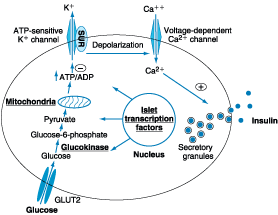 K+
Ca++
ATP-sensitive
K+ channel
SUR
Voltage-dependent
Ca2+ channel
Depolarization
−
Ca2+
↑ ATP/ADP
+
Mitochondria
Islet
transcription
factors
Insulin
Pyruvate
Glucose-6-phosphate
Glucokinase
Nucleus
Secretory
granules
Glucose
GLUT2
Glucose